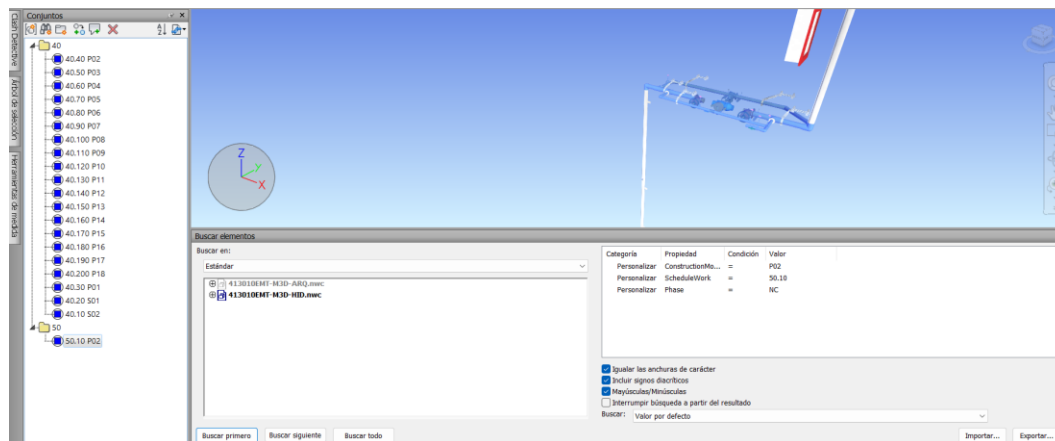 Conjuntos
Clash Detective
Árbol de selección
Herramientas de medida
40
40.40 P02
40.50 P03
40.60 P04
40.70 P05
40.80 P06
40.90 P07
40.100 P08
40.110 P09
40.120 P10
40.130 P11
40.140 P12
40.150 P13
40.160 P14
40.170 P15
40.180 P16
40.190 P17
40.200 P18
40.30 P01
40.20 S01
40.10 S02
50
50.10 P02
Z
Y
X
Buscar elementos
Buscar en:
Estándar
413010EMT-M3D-ARQ.nwc
413010EMT-M3D-HID.nwc
Categoría Propiedad Condición Valor
Personalizar ConstructionMo... = P02
Personalizar ScheduleWork = 50.10
Personalizar Phase = NC
Igualar las anchuras de carácter
Incluir signos diacríticos
Mayúsculas/Minúsculas
Interrumpir búsqueda a partir del resultado
Buscar: Valor por defecto
Buscar primero Buscar siguiente Buscar todo Importar... Exportar...